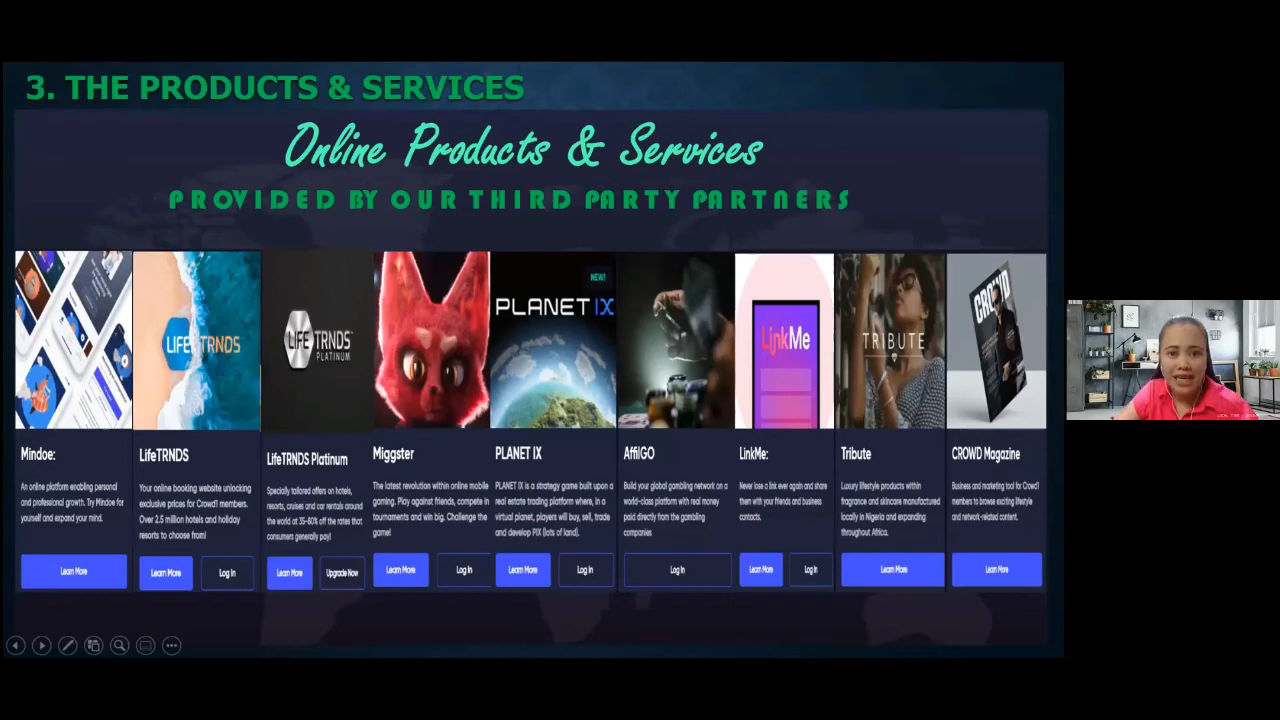 3. THE PRODUCTS & SERVICES
Online Products & Services
PROVIDED BY OUR THIRD PARTY PARTNERS
LIFE TRNDS
LIFE TRNDS™
PLATINUM
NEW!
PLANET IX
LinkMe
TRIBUTE
CROWD
Mindoe:
An online platform enabling personal
and professional growth. Try Mindoe for
yourself and expand your mind.
Learn More
LifeTRNDS
Your online booking website unlocking
exclusive prices for Crowd1 members.
Over 2.5 million hotels and holiday
resorts to choose from!
Learn More
Log In
LifeTRNDS Platinum
Specially tailored offers on hotels,
resorts, cruises and car rentals around
the world at 35-80% off the rates that
consumers generally pay!
Learn More
Upgrade Now
Miggster
The latest revolution within online mobile
gaming. Play against friends, compete in
tournaments and win big. Challenge the
game!
Learn More
Log In
PLANET IX
PLANET IX is a strategy game built upon a
real estate trading platform where, in a
virtual planet, players will buy, sell, trade
and develop PIX (lots of land).
Learn More
Log In
AffilGO
Build your global gambling network on a
world-class platform with real money
paid directly from the gambling
companies
Log In
LinkMe:
Never lose a link ever again and share
them with your friends and business
contacts.
Learn More
Log In
Tribute
Luxury lifestyle products within
fragrance and skincare manufactured
locally in Nigeria and expanding
throughout Africa.
Learn More
CROWD Magazine
Business and marketing tool for Crowd1
members to browse exciting lifestyle
and network-related content.
Learn More